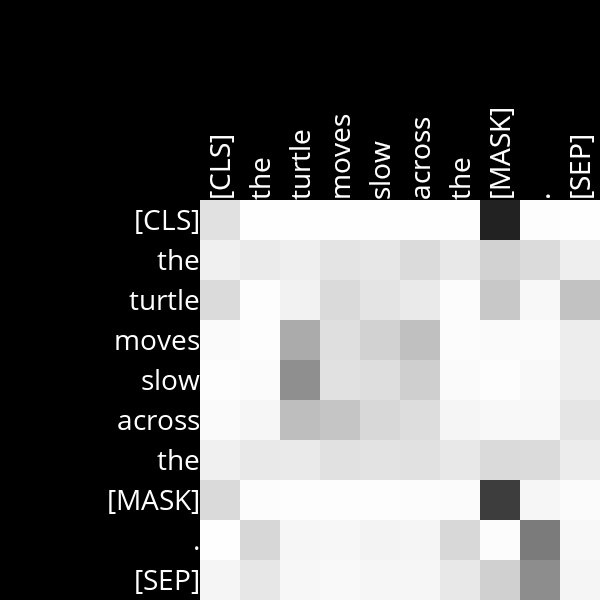 [CLS] the turtle moves slow across the [MASK] . [SEP]
[CLS]
the
turtle
moves
slow
across
the
[MASK]
.
[SEP]